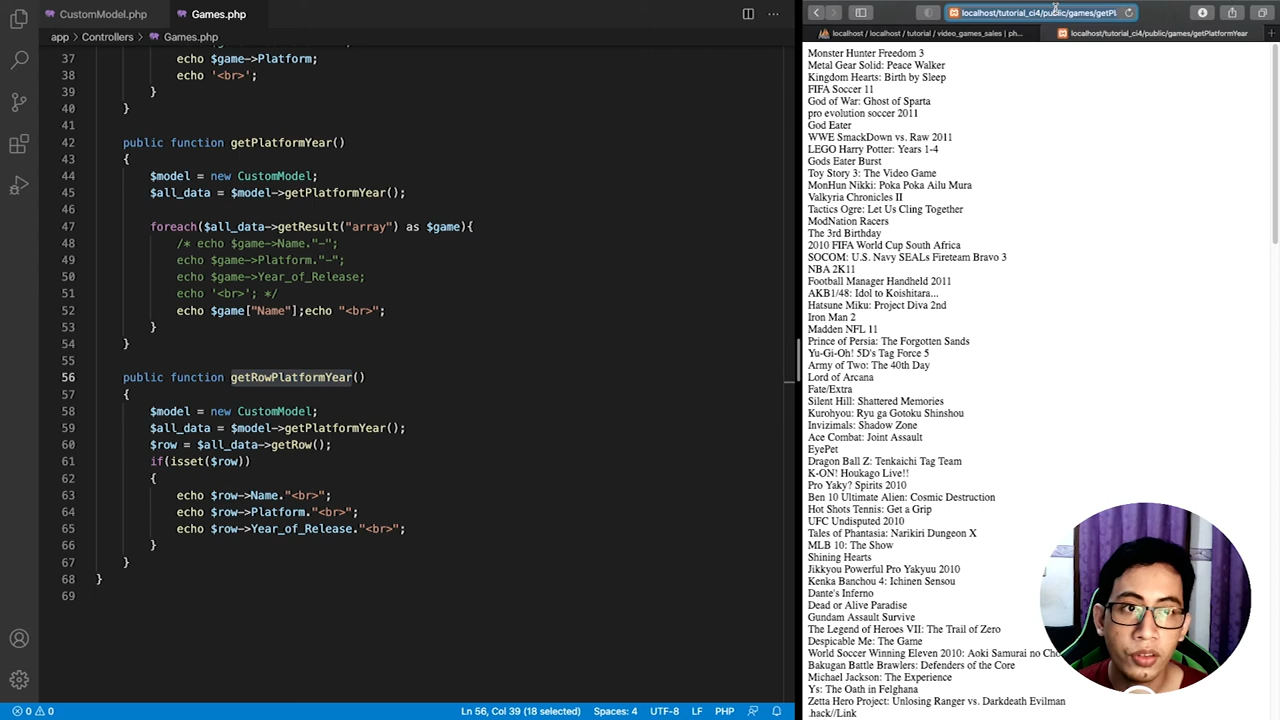 CustomModel.php
Games.php
app > Controllers > Games.php
37 echo $game->Platform;
38 echo '<br>';
39 }
40 }
41
42 public function getPlatformYear()
43 {
44 $model = new CustomModel;
45 $all_data = $model->getPlatformYear();
46
47 foreach($all_data->getResult("array") as $game){
48 /* echo $game->Name."-";
49 echo $game->Platform."-";
50 echo $game->Year_of_Release;
51 echo '<br>'; */
52 echo $game["Name"];echo "<br>";
53 }
54 }
55
56 public function getRowPlatformYear()
57 {
58 $model = new CustomModel;
59 $all_data = $model->getPlatformYear();
60 $row = $all_data->getRow();
61 if(isset($row))
62 {
63 echo $row->Name."<br>";
64 echo $row->Platform."<br>";
65 echo $row->Year_of_Release."<br>";
66 }
67 }
68 }
69
0 0
Ln 56, Col 39 (18 selected)
Spaces: 4
UTF-8
LF
PHP
localhost/tutorial_ci4/public/games/getPl
localhost / localhost / tutorial / video_games_sales | ph...
localhost/tutorial_ci4/public/games/getPlatformYear
Monster Hunter Freedom 3
Metal Gear Solid: Peace Walker
Kingdom Hearts: Birth by Sleep
FIFA Soccer 11
God of War: Ghost of Sparta
pro evolution soccer 2011
God Eater
WWE SmackDown vs. Raw 2011
LEGO Harry Potter: Years 1-4
Gods Eater Burst
Toy Story 3: The Video Game
MonHun Nikki: Poka Poka Ailu Mura
Valkyria Chronicles II
Tactics Ogre: Let Us Cling Together
ModNation Racers
The 3rd Birthday
2010 FIFA World Cup South Africa
SOCOM: U.S. Navy SEALs Fireteam Bravo 3
NBA 2K11
Football Manager Handheld 2011
AKB1/48: Idol to Koishitara...
Hatsune Miku: Project Diva 2nd
Iron Man 2
Madden NFL 11
Prince of Persia: The Forgotten Sands
Yu-Gi-Oh! 5D's Tag Force 5
Army of Two: The 40th Day
Lord of Arcana
Fate/Extra
Silent Hill: Shattered Memories
Kurohyou: Ryu ga Gotoku Shinshou
Invizimals: Shadow Zone
Ace Combat: Joint Assault
EyePet
Dragon Ball Z: Tenkaichi Tag Team
K-ON! Houkago Live!!
Pro Yaky? Spirits 2010
Ben 10 Ultimate Alien: Cosmic Destruction
Hot Shots Tennis: Get a Grip
UFC Undisputed 2010
Tales of Phantasia: Narikiri Dungeon X
MLB 10: The Show
Shining Hearts
Jikkyou Powerful Pro Yakyuu 2010
Kenka Banchou 4: Ichinen Sensou
Dante's Inferno
Dead or Alive Paradise
Gundam Assault Survive
The Legend of Heroes VII: The Trail of Zero
Despicable Me: The Game
World Soccer Winning Eleven 2010: Aoki Samurai no Cho
Bakugan Battle Brawlers: Defenders of the Core
Michael Jackson: The Experience
Ys: The Oath in Felghana
Zetta Hero Project: Unlosing Ranger vs. Darkdeath Evilman
.hack//Link